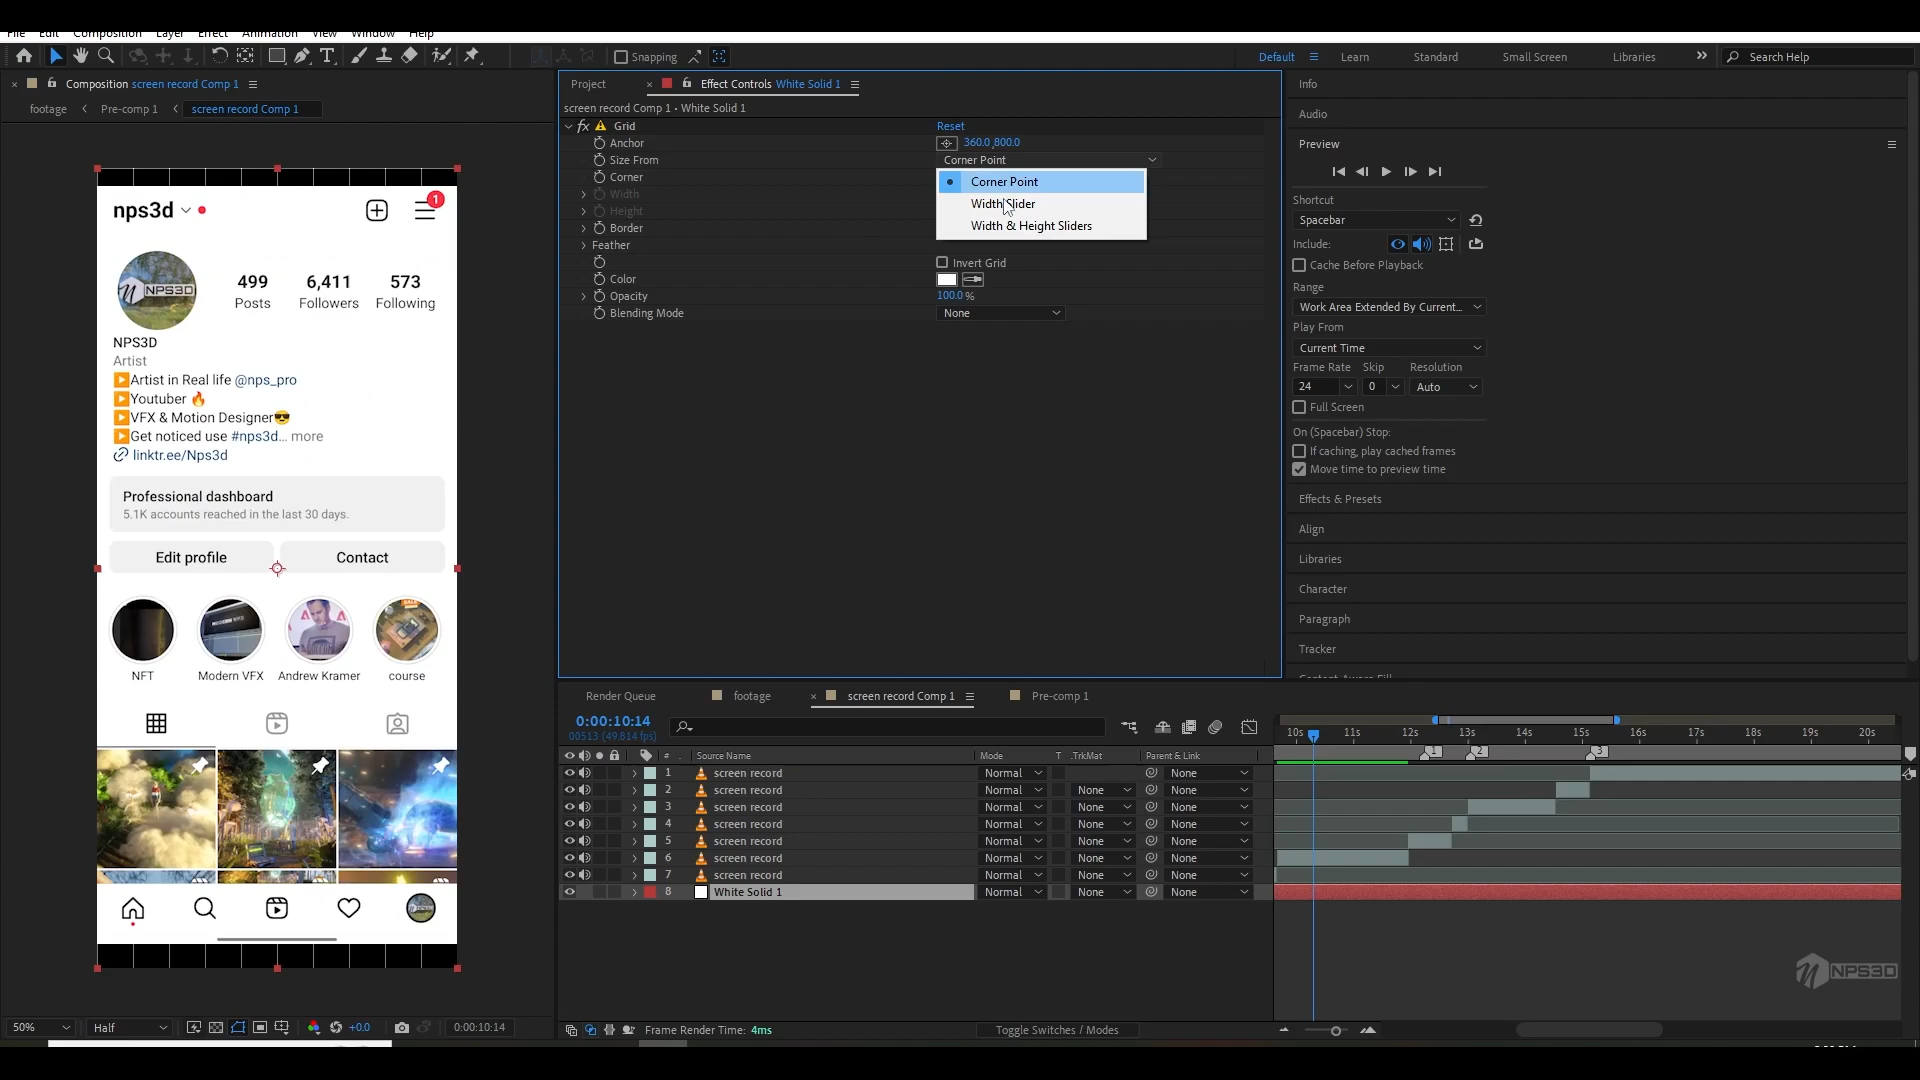 File Edit Composition Layer Effect Animation View Window Help
Snapping Default Learn Standard Small Screen Libraries Search Help
Composition screen record Comp 1
footage Pre-comp 1 screen record Comp 1
nps3d 1
NPS3D
499 6,411 573
Posts Followers Following
NPS3D
Artist
Artist in Real life @nps_pro
Youtuber
VFX & Motion Designer
Get noticed use #nps3d... more
linktr.ee/Nps3d
Professional dashboard
5.1K accounts reached in the last 30 days.
Edit profile Contact
NFT Modern VFX Andrew Kramer course
50% Half +0.0 0:00:10:14
Project Effect Controls White Solid 1
screen record Comp 1 • White Solid 1
fx Grid Reset
Anchor 360.0,800.0
Size From Corner Point
Corner
Width
Height
Border
Feather
Corner Point
Width Slider
Width & Height Sliders
Invert Grid
Color
Opacity 100.0 %
Blending Mode None
Info
Audio
Preview
Shortcut
Spacebar
Include:
Cache Before Playback
Range
Work Area Extended By Current...
Play From
Current Time
Frame Rate Skip Resolution
24 0 Auto
Full Screen
On (Spacebar) Stop:
If caching, play cached frames
Move time to preview time
Effects & Presets
Align
Libraries
Character
Paragraph
Tracker
Content-Aware Fill
Render Queue footage screen record Comp 1 Pre-comp 1
0:00:10:14
00513 (49.814 fps)
10s 11s 12s 13s 14s 15s 16s 17s 18s 19s 20s
1 2 3
# Source Name Mode T .TrkMat Parent & Link
1 screen record Normal None
2 screen record Normal None None
3 screen record Normal None None
4 screen record Normal None None
5 screen record Normal None None
6 screen record Normal None None
7 screen record Normal None None
8 White Solid 1 Normal None None
Frame Render Time: 4ms Toggle Switches / Modes
NPS3D